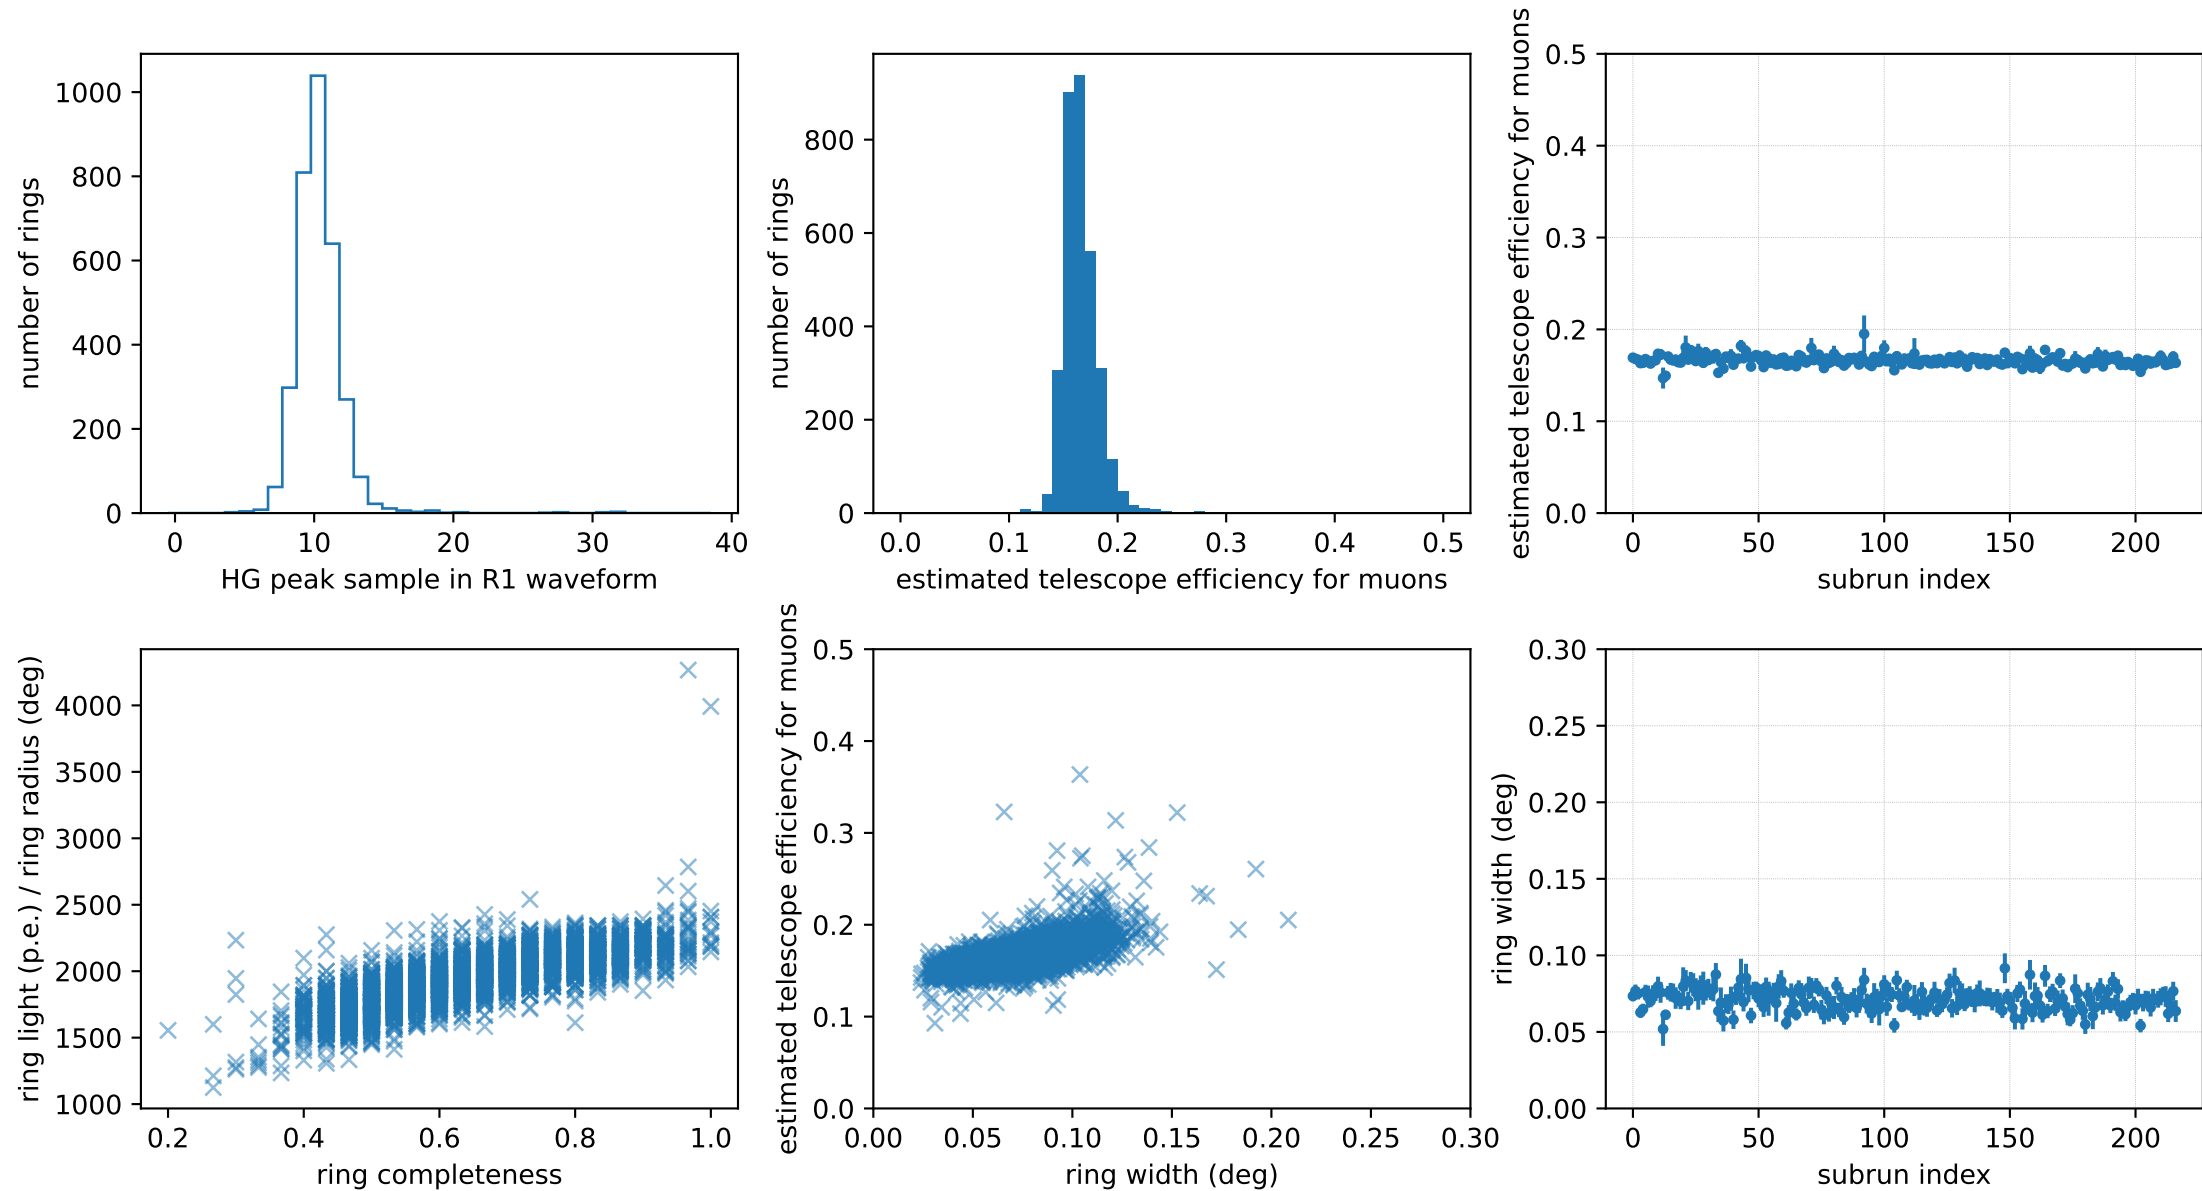 number of rings
1000
800
600
400
200
0
0 10 20 30 40
HG peak sample in R1 waveform
number of rings
800
600
400
200
0
0.0 0.1 0.2 0.3 0.4 0.5
estimated telescope efficiency for muons
estimated telescope efficiency for muons
0.5
0.4
0.3
0.2
0.1
0.0
0 50 100 150 200
subrun index
ring light (p.e.) / ring radius (deg)
4000
3500
3000
2500
2000
1500
1000
0.2 0.4 0.6 0.8 1.0
ring completeness
estimated telescope efficiency for muons
0.5
0.4
0.3
0.2
0.1
0.0
0.00 0.05 0.10 0.15 0.20 0.25 0.30
ring width (deg)
ring width (deg)
0.30
0.25
0.20
0.15
0.10
0.05
0.00
0 50 100 150 200
subrun index